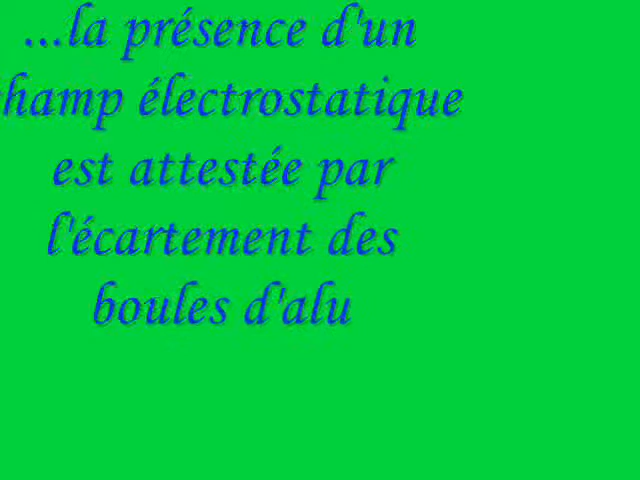 ...la présence d'un
hamp électrostatique
est attestée par
l'écartement des
boules d'alu